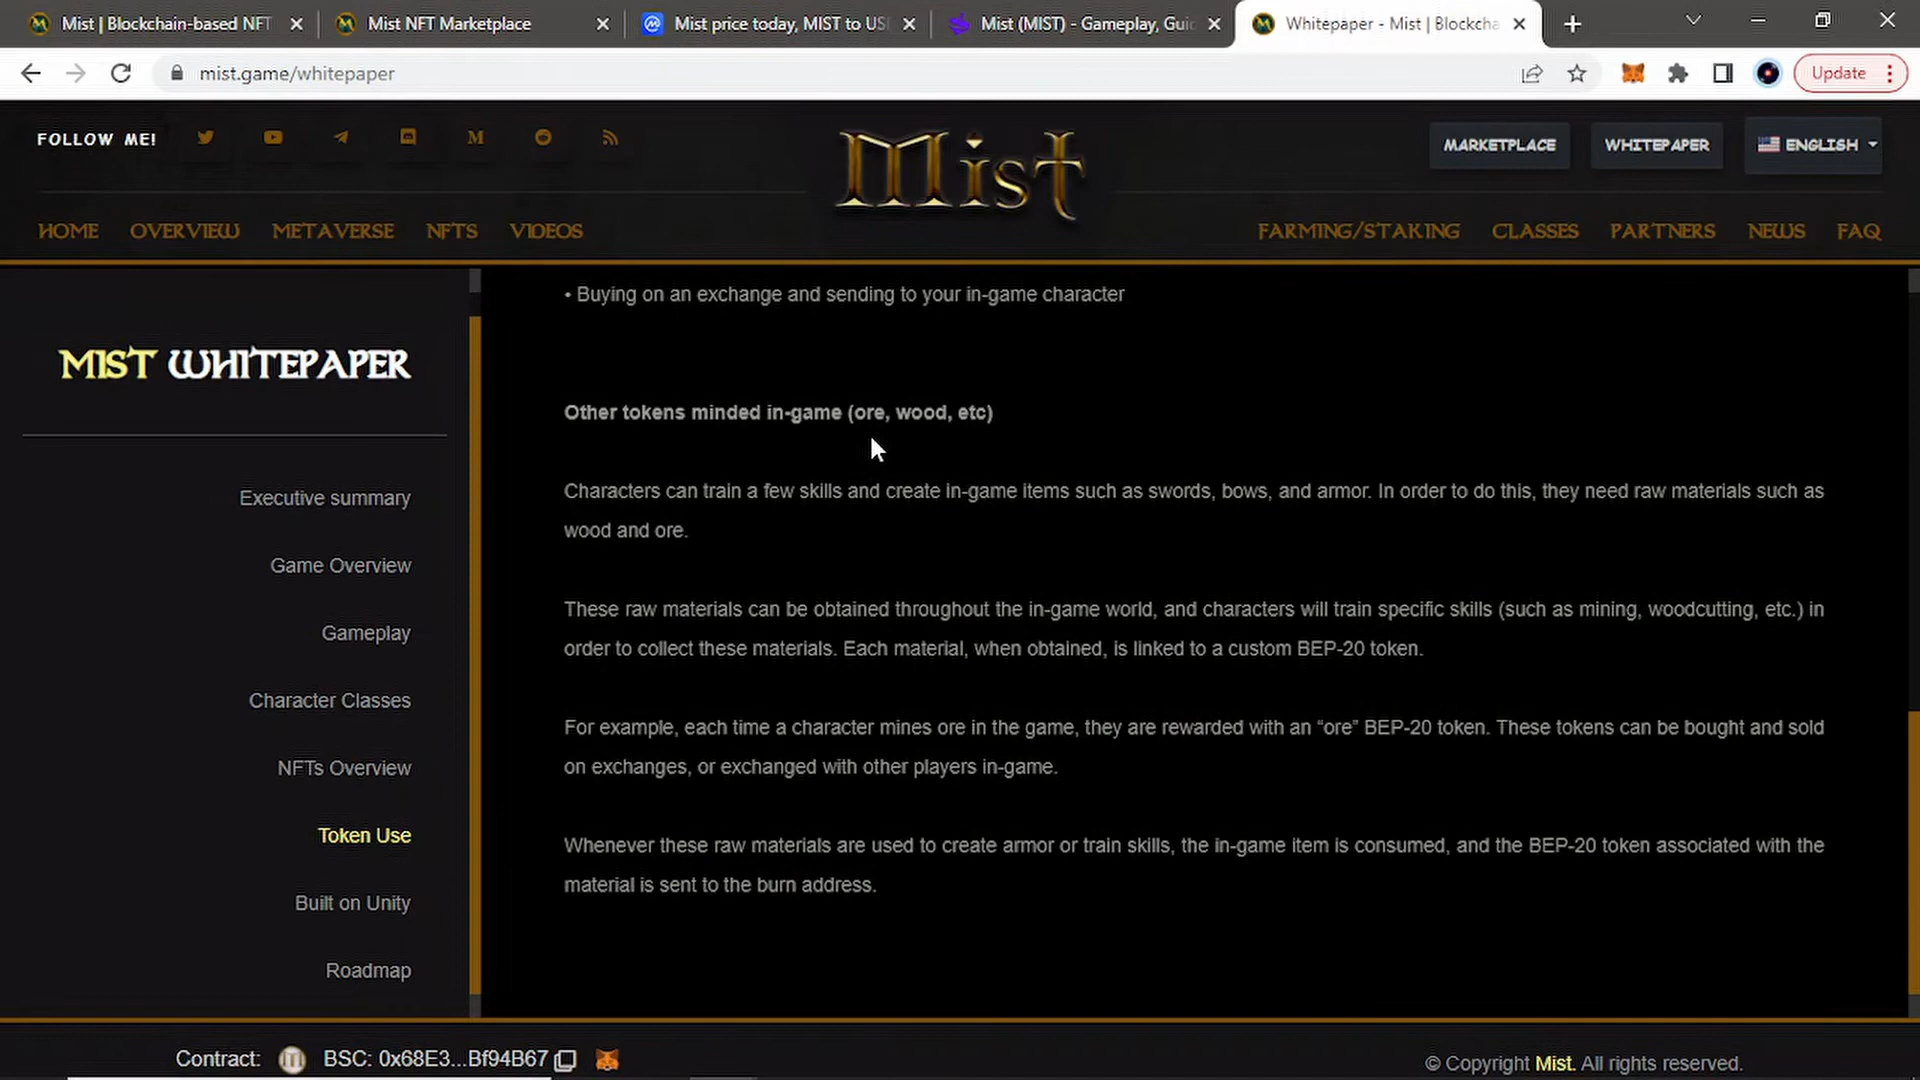 Mist | Blockchain-based NFT
Mist NFT Marketplace
Mist price today, MIST to US
Mist (MIST) - Gameplay, Gui
Whitepaper - Mist | Blockcha
mist.game/whitepaper
Update
FOLLOW ME!
Mist
MARKETPLACE
WHITEPAPER
ENGLISH
HOME
OVERVIEW
METAVERSE
NFTS
VIDEOS
FARMING/STAKING
CLASSES
PARTNERS
NEWS
FAQ
MIST WHITEPAPER
Executive summary
Game Overview
Gameplay
Character Classes
NFTs Overview
Token Use
Built on Unity
Roadmap
• Buying on an exchange and sending to your in-game character
Other tokens minded in-game (ore, wood, etc)
Characters can train a few skills and create in-game items such as swords, bows, and armor. In order to do this, they need raw materials such as
wood and ore.
These raw materials can be obtained throughout the in-game world, and characters will train specific skills (such as mining, woodcutting, etc.) in
order to collect these materials. Each material, when obtained, is linked to a custom BEP-20 token.
For example, each time a character mines ore in the game, they are rewarded with an “ore” BEP-20 token. These tokens can be bought and sold
on exchanges, or exchanged with other players in-game.
Whenever these raw materials are used to create armor or train skills, the in-game item is consumed, and the BEP-20 token associated with the
material is sent to the burn address.
Contract: BSC: 0x68E3...Bf94B67
© Copyright Mist. All rights reserved.